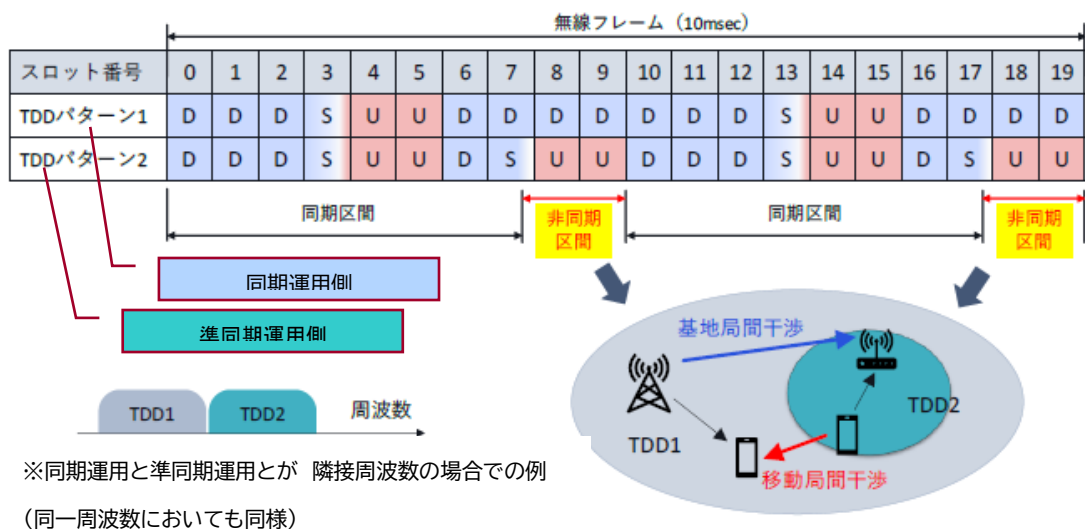 無線フレーム（10msec）
スロット番号 0 1 2 3 4 5 6 7 8 9 10 11 12 13 14 15 16 17 18 19
TDDパターン1 D D D S U U D D D D D D D S U U D D D D
TDDパターン2 D D D S U U D S U U D D D S U U D S U U
同期区間 非同期 同期区間 非同期
区間 区間
同期運用側
準同期運用側
基地局間干渉
TDD1 TDD2 周波数
TDD1 TDD2
移動局間干渉
※同期運用と準同期運用とが 隣接周波数の場合での例
（同一周波数においても同様）